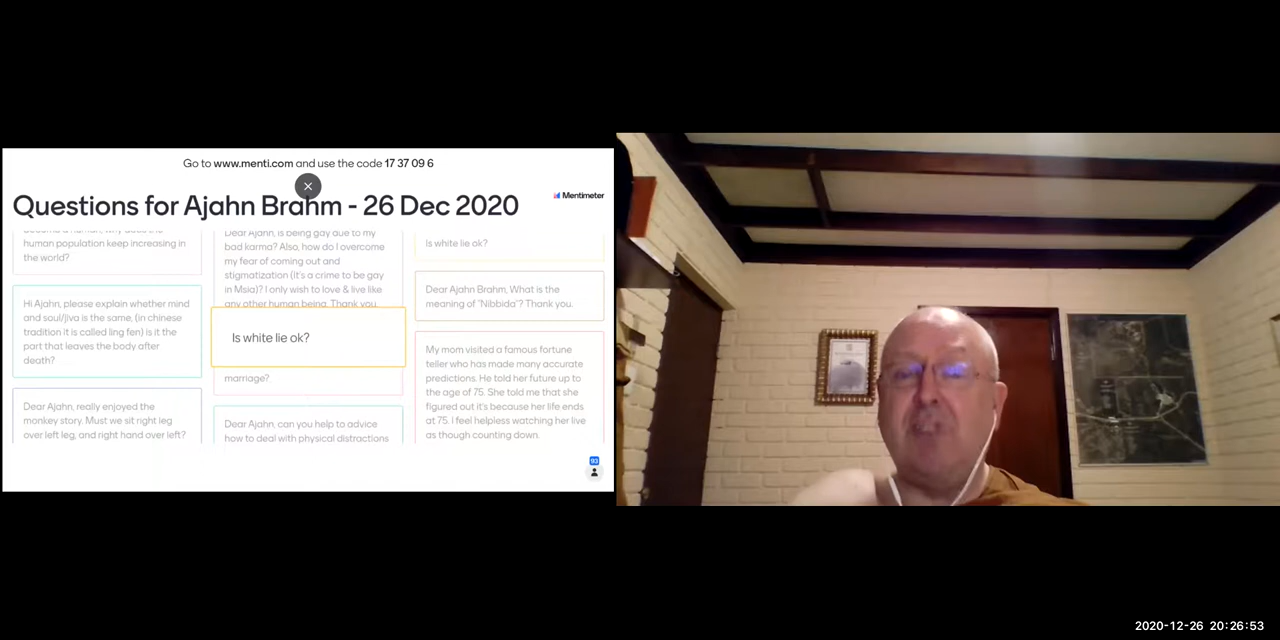 Go to www.menti.com and use the code 17 37 09 6
Questions for Ajahn Brahm - 26 Dec 2020
Mentimeter
become a human, why does the
human population keep increasing in
the world?
Hi Ajahn, please explain whether mind
and soul/jiva is the same, (in chinese
tradition it is called ling fen) is it the
part that leaves the body after
death?
Dear Ajahn, really enjoyed the
monkey story. Must we sit right leg
over left leg, and right hand over left?
Dear Ajahn, is being gay due to my
bad karma? Also, how do I overcome
my fear of coming out and
stigmatization (it's a crime to be gay
in Msia)? I only wish to love & live like
any other human being. Thank you.
Is white lie ok?
marriage?
Dear Ajahn, can you help to advice
how to deal with physical distractions
Is white lie ok?
Dear Ajahn Brahm, What is the
meaning of "Nibbida"? Thank you.
My mom visited a famous fortune
teller who has made many accurate
predictions. He told her future up to
the age of 75. She told me that she
figured out it's because her life ends
at 75. I feel helpless watching her live
as though counting down.
93
2020-12-26 20:26:53